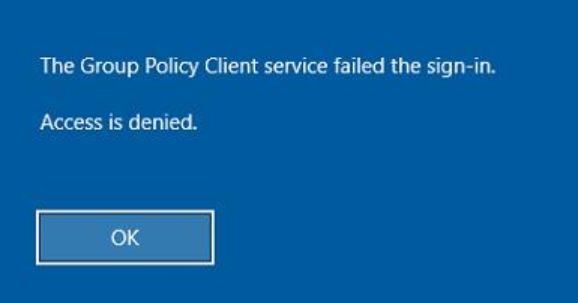 The Group Policy Client service failed the sign-in.
Access is denied.
OK